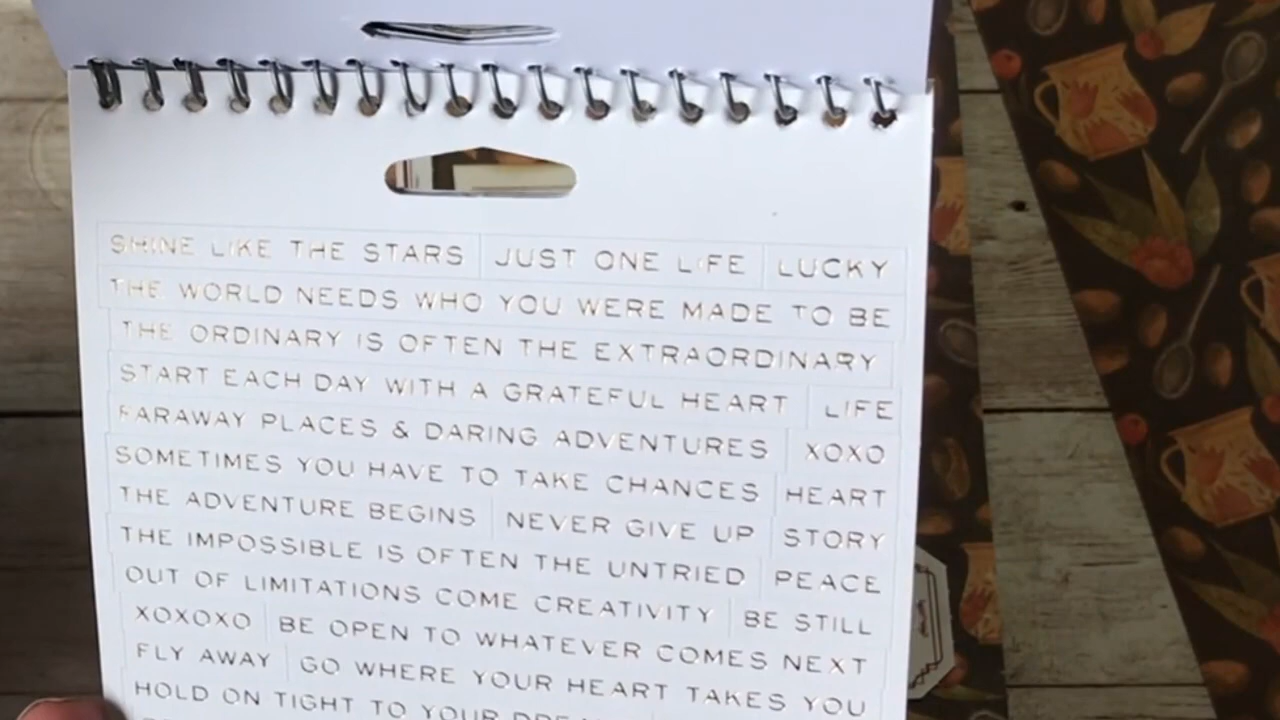 SHINE LIKE THE STARS JUST ONE LIFE LUCKY
THE WORLD NEEDS WHO YOU WERE MADE TO BE
THE ORDINARY IS OFTEN THE EXTRAORDINARY
START EACH DAY WITH A GRATEFUL HEART LIFE
FARAWAY PLACES & DARING ADVENTURES XOXO
SOMETIMES YOU HAVE TO TAKE CHANCES HEART
THE ADVENTURE BEGINS NEVER GIVE UP STORY
THE IMPOSSIBLE IS OFTEN THE UNTRIED PEACE
OUT OF LIMITATIONS COME CREATIVITY BE STILL
XOXOXO BE OPEN TO WHATEVER COMES NEXT
FLY AWAY GO WHERE YOUR HEART TAKES YOU
HOLD ON TIGHT TO YOUR